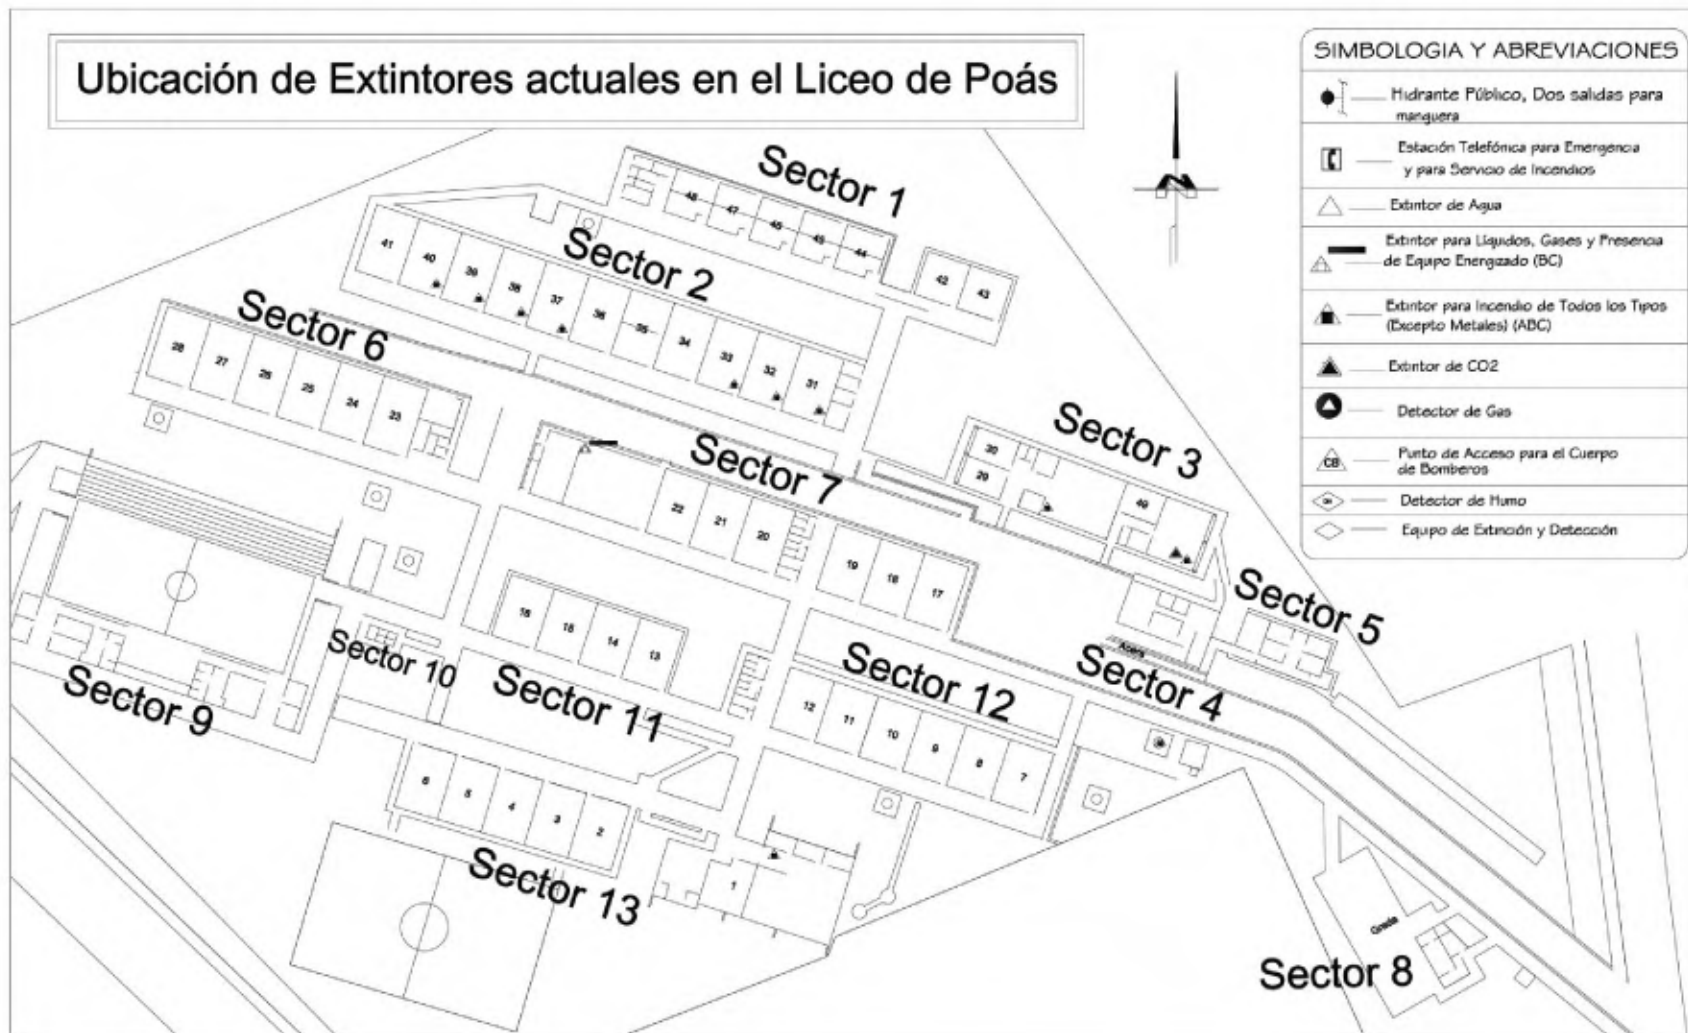 Ubicación de Extintores actuales en el Liceo de Poás
SIMBOLOGIA Y ABREVIACIONES
Hidrante Público, Dos salidas para
manguera
Estación Telefónica para Emergencia
y para Servicio de Incendios
Extintor de Agua
Extintor para Líquidos, Gases y Presencia
de Equipo Energizado (BC)
Extintor para Incendio de Todos los Tipos
(Excepto Metales) (ABC)
Extintor de CO2
Detector de Gas
CB
Punto de Acceso para el Cuerpo
de Bomberos
Detector de Humo
Equipo de Extinción y Detección
N
Sector 1
48 47 46 45 44
42 43
Sector 2
41 40 39 38 37 36 35 34 33 32 31
Sector 6
28 27 26 25 24 23
Sector 3
30
29
49
Sector 7
22 21 20
19 18 17
Sector 5
Acera
Sector 4
16 15 14 13
Sector 10
Sector 9
Sector 11
Sector 12
12 11 10 9 8 7
6 5 4 3 2
Sector 13
1
Grada
Sector 8